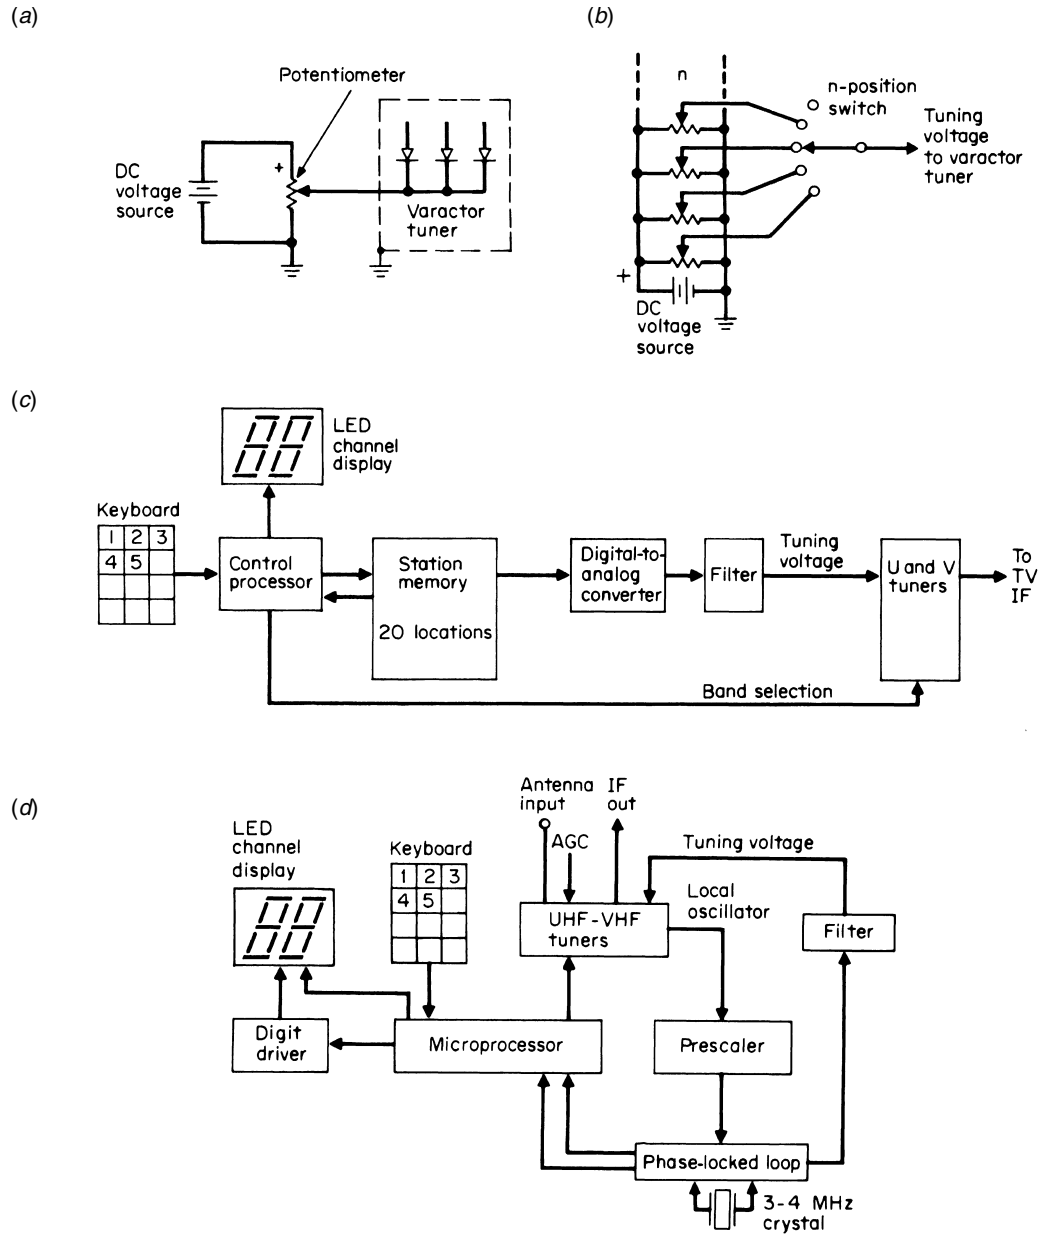 (a)
Potentiometer
DC
voltage
source
+
Varactor
tuner
(b)
n
n-position
switch
Tuning
voltage
to varactor
tuner
+
DC
voltage
source
(c)
LED
channel
display
Keyboard
1 2 3
4 5
Control
processor
Station
memory
20 locations
Digital-to-
analog
converter
Filter
Tuning
voltage
U and V
tuners
To
TV
IF
Band selection
(d)
LED
channel
display
Keyboard
1 2 3
4 5
Antenna
input
IF
out
AGC
Tuning voltage
UHF-VHF
tuners
Local
oscillator
Filter
Digit
driver
Microprocessor
Prescaler
Phase-locked loop
3-4 MHz
crystal